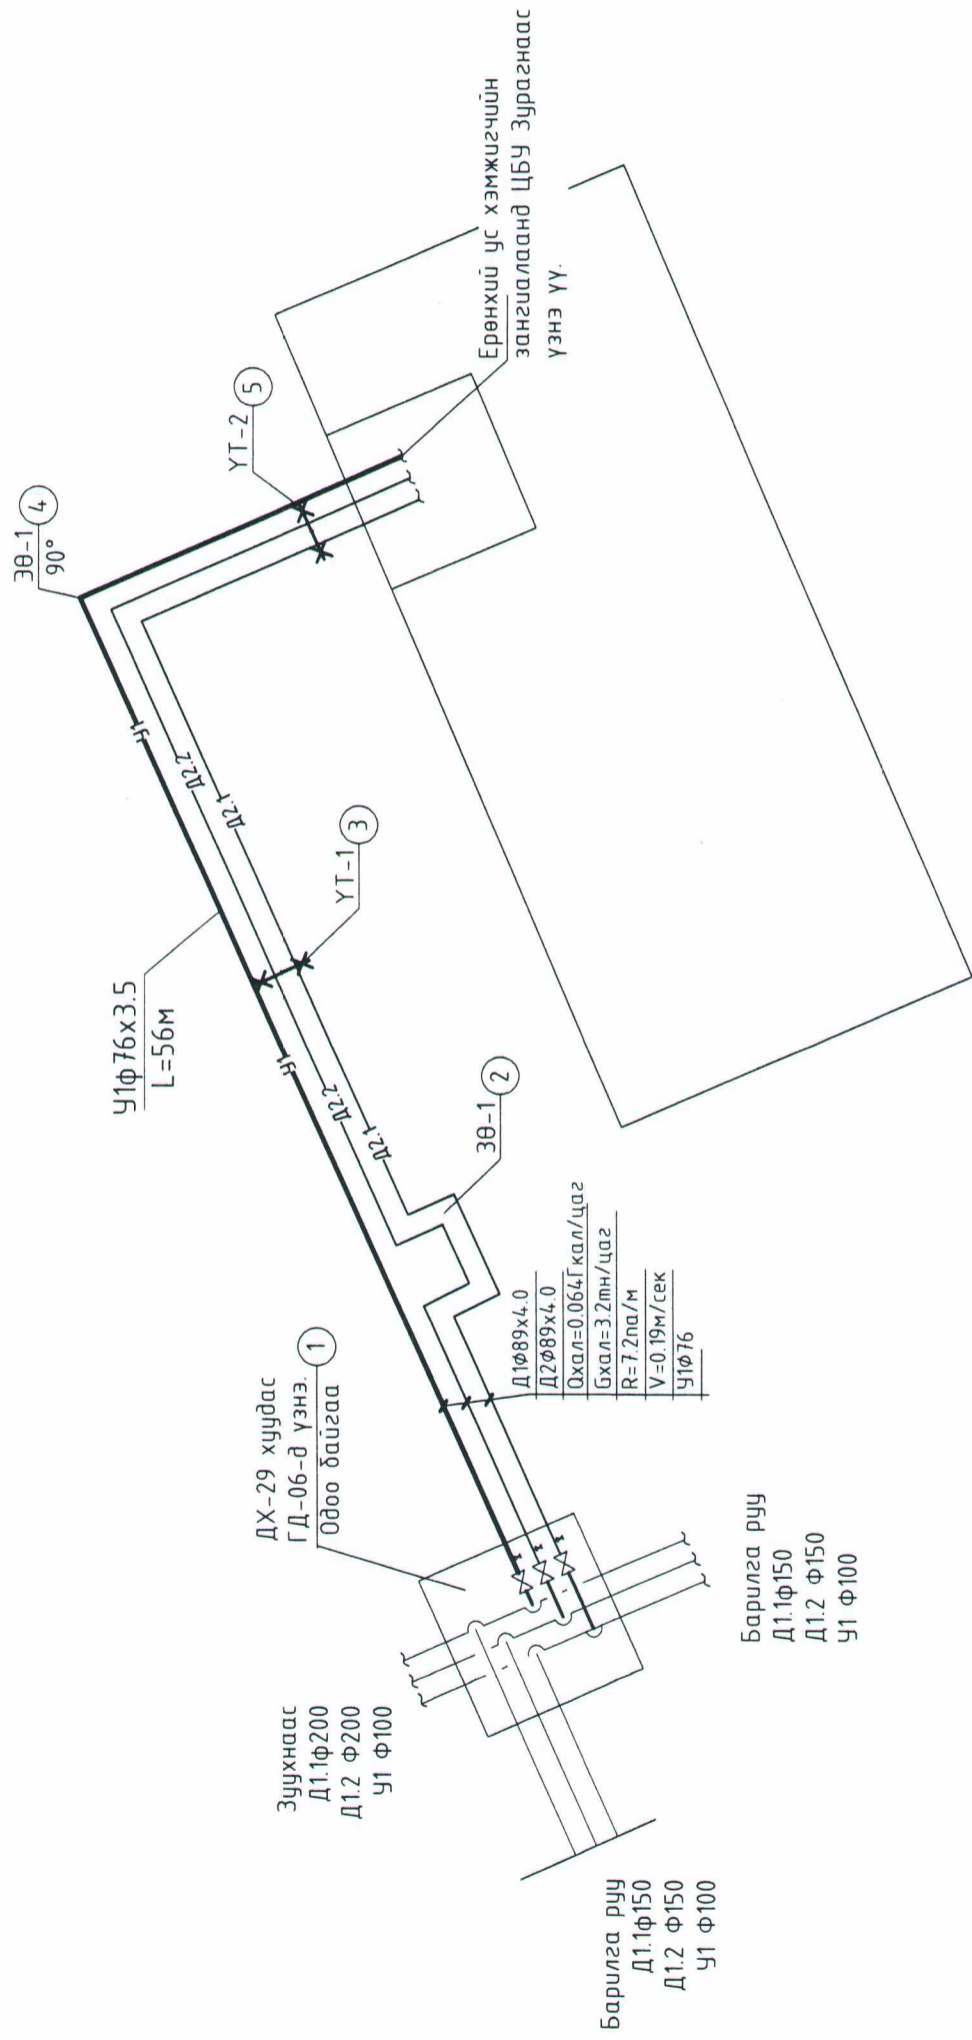 Зуухнаас
Д1.1ф200
Д1.2 Ф200
У1 Ф100
Барилга руу
Д1.1ф150
Д1.2 Ф150
У1 Ф100
Барилга руу
Д1.1ф150
Д1.2 Ф150
У1 Ф100
ДХ-29 хуудас
ГД-06-д үзнэ.
Одоо байгаа
1
Д1Ф89х4.0
Д2Ф89х4.0
Qхал=0.064Гкал/цаг
Gхал=3.2тн/цаг
R=7.2па/м
V=0.19м/сек
У1Ф76
ЗӨ-1
2
У1ф76х3.5
L=56м
У1
Д2.2
Д2.1
ҮТ-1
3
У1
Д2.2
Д2.1
ЗӨ-1
90°
4
ҮТ-2
5
Ерөнхий ус хэмжигчийн
зангилаанд ЦБУ Зурагнаас
үзнэ үү.